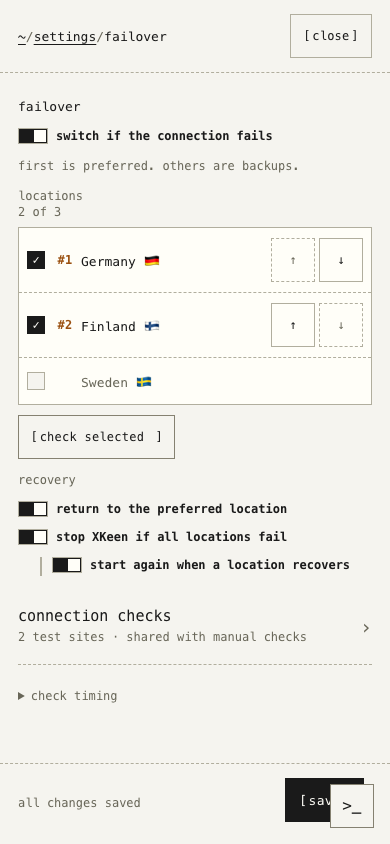 ~/settings/failover
[close]
failover
switch if the connection fails
first is preferred. others are backups.
locations
2 of 3
✓ #1 Germany 🇩🇪 ↑ ↓
✓ #2 Finland 🇫🇮 ↑ ↓
Sweden 🇸🇪
[check selected ]
recovery
return to the preferred location
stop XKeen if all locations fail
start again when a location recovers
connection checks
2 test sites · shared with manual checks
›
▶ check timing
all changes saved
>_